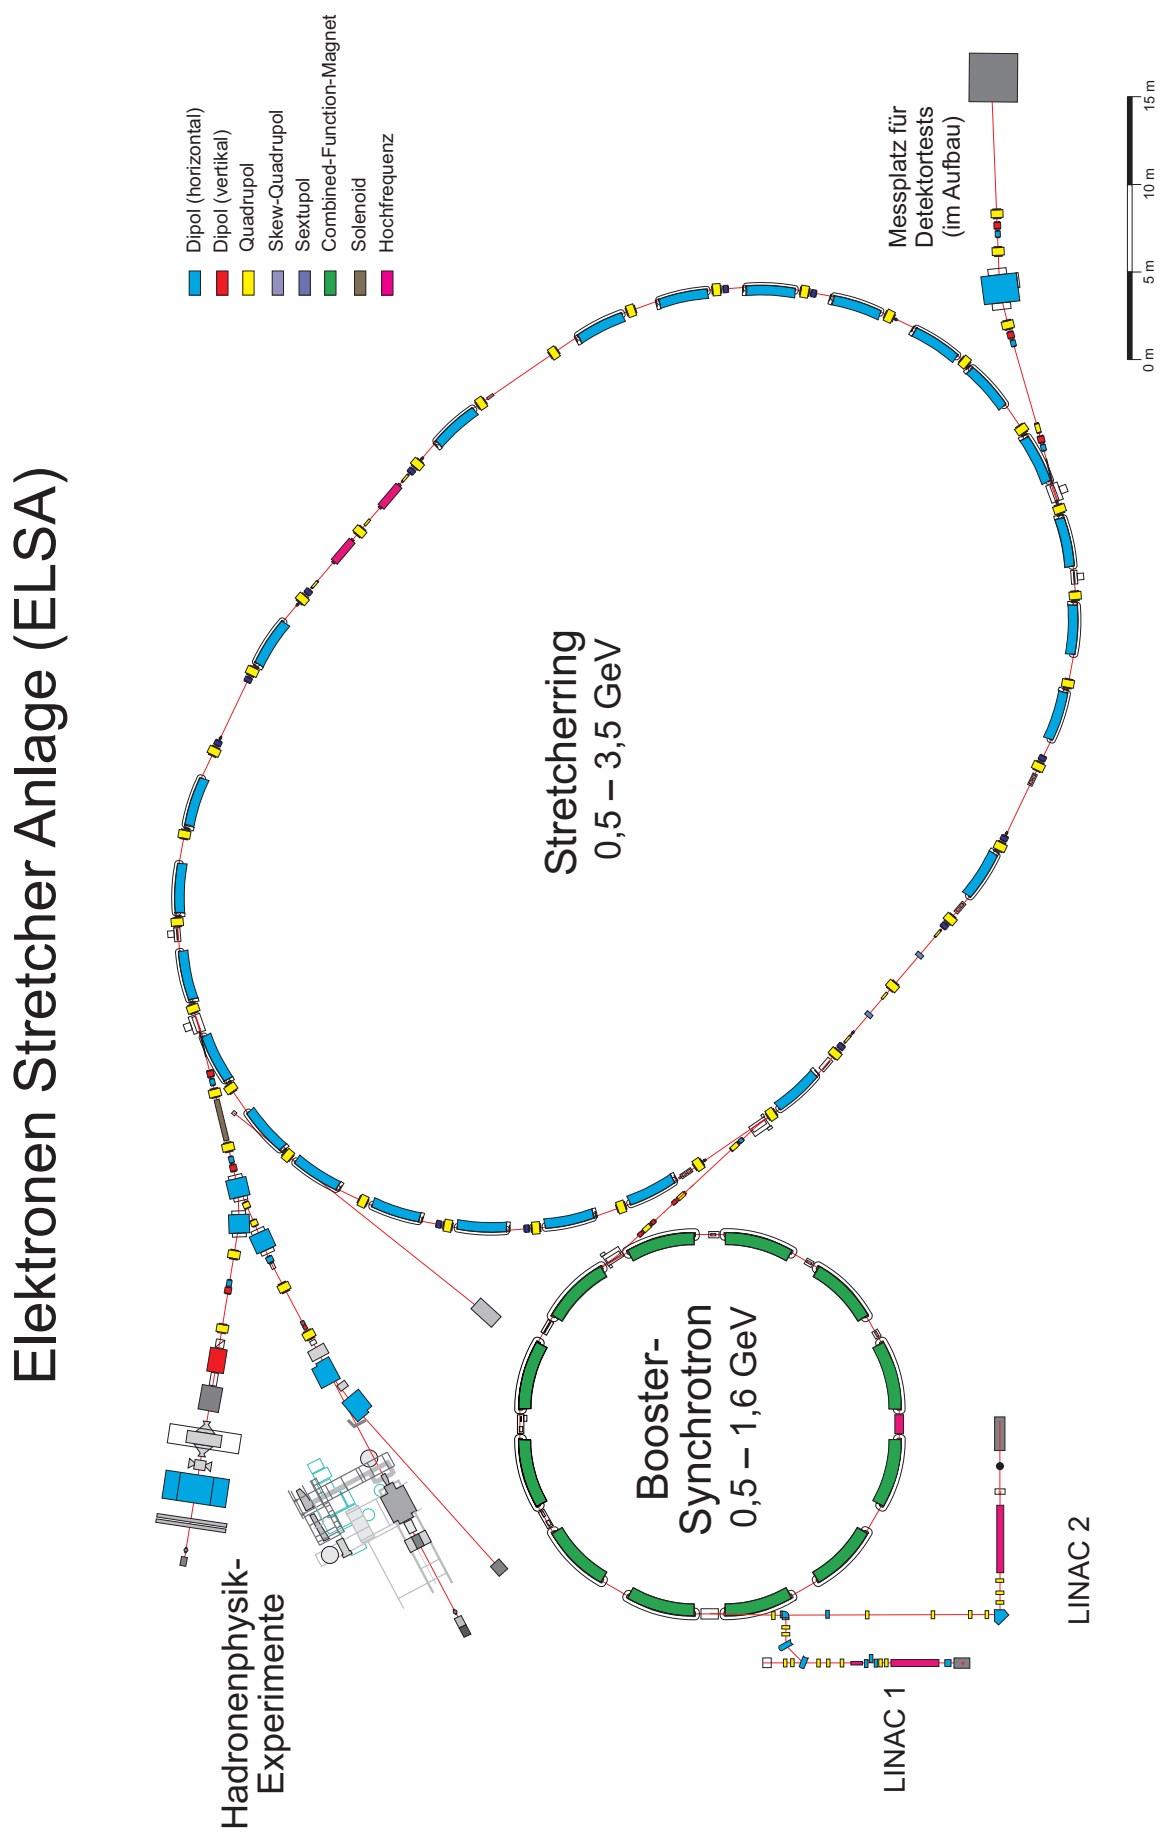 Elektronen Stretcher Anlage (ELSA)
Dipol (horizontal)
Dipol (vertikal)
Quadrupol
Skew-Quadrupol
Sextupol
Combined-Function-Magnet
Solenoid
Hochfrequenz
Messplatz für
Detektortests
(im Aufbau)
0 m
5 m
10 m
15 m
Stretcherring
0,5 – 3,5 GeV
Booster-
Synchrotron
0,5 – 1,6 GeV
Hadronenphysik-
Experimente
LINAC 1
LINAC 2